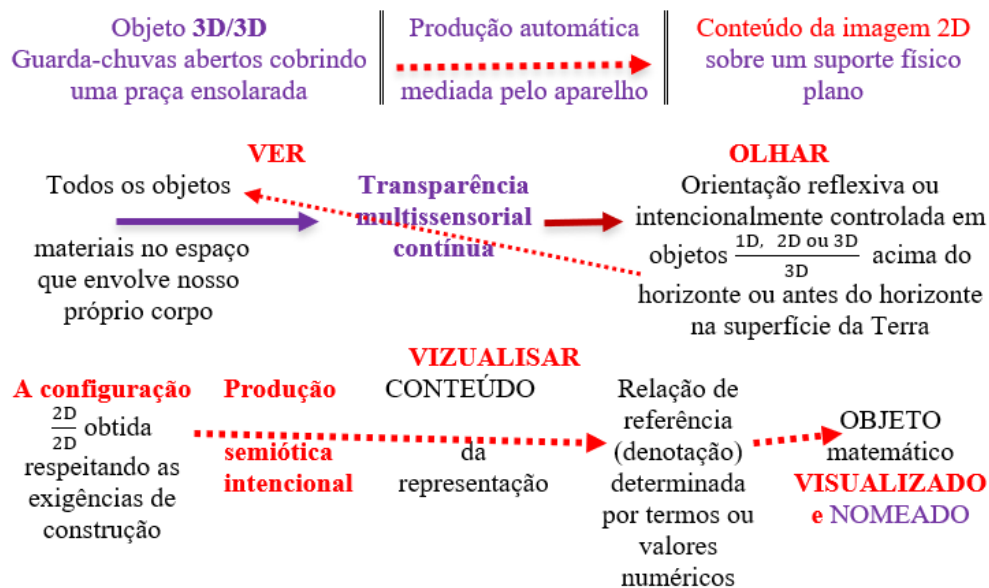 Objeto 3D/3D
Guarda-chuvas abertos cobrindo
uma praça ensolarada
Produção automática
mediada pelo aparelho
Conteúdo da imagem 2D
sobre um suporte físico
plano
VER
Todos os objetos
materiais no espaço
que envolve nosso
próprio corpo
Transparência
multissensorial
contínua
OLHAR
Orientação reflexiva ou
intencionalmente controlada em
objetos 1D, 2D ou 3D / 3D acima do
horizonte ou antes do horizonte
na superfície da Terra
VIZUALISAR
A configuração
2D / 2D obtida
respeitando as
exigências de
construção
Produção
semiótica
intencional
CONTEÚDO
da
representação
Relação de
referência
(denotação)
determinada
por termos ou
valores
numéricos
OBJETO
matemático
VISUALIZADO
e NOMEADO